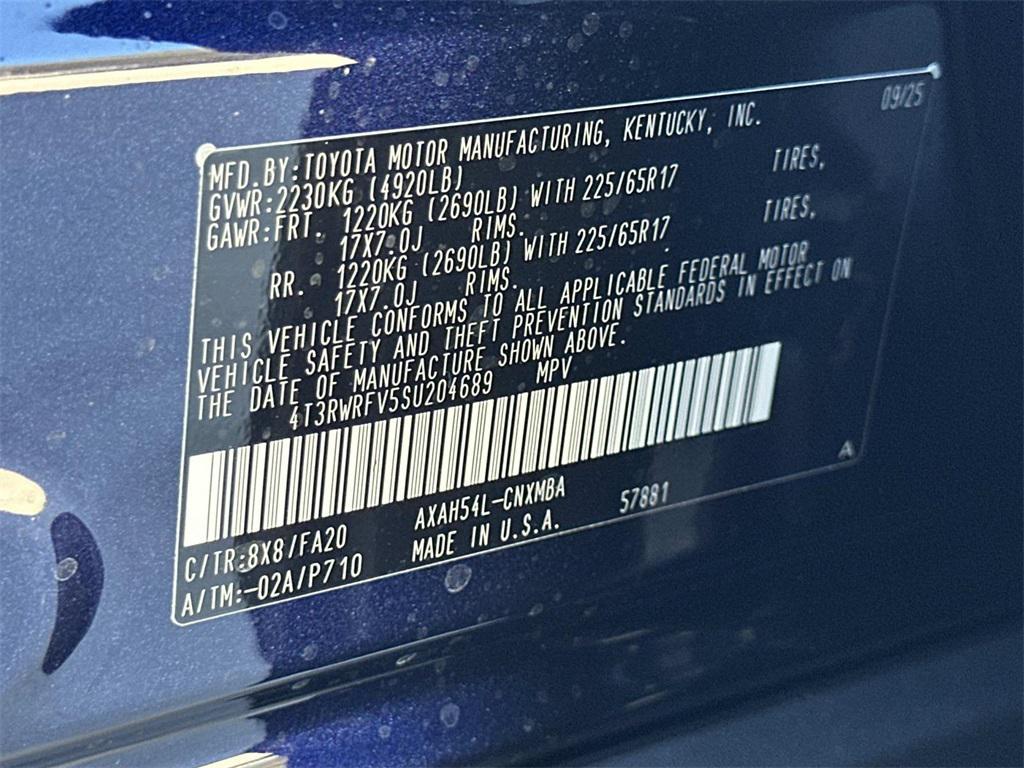 09/25
MFD.BY:TOYOTA MOTOR MANUFACTURING, KENTUCKY, INC.
GVWR:2230KG (4920LB)
GAWR:FRT. 1220KG (2690LB) WITH 225/65R17 TIRES,
17X7.0J RIMS.
RR. 1220KG (2690LB) WITH 225/65R17 TIRES,
17X7.0J RIMS.
THIS VEHICLE CONFORMS TO ALL APPLICABLE FEDERAL MOTOR
VEHICLE SAFETY AND THEFT PREVENTION STANDARDS IN EFFECT ON
THE DATE OF MANUFACTURE SHOWN ABOVE.
4T3RWRFV5SU204689 MPV
C/TR:8X8/FA20 AXAH54L-CNXMBA 57881 A
A/TM:-02A/P710 MADE IN U.S.A.